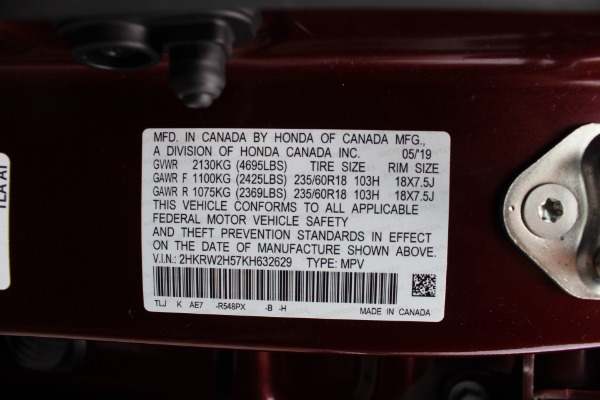 MFD. IN CANADA BY HONDA OF CANADA MFG.,
A DIVISION OF HONDA CANADA INC. 05/'19
GVWR 2130KG (4695LBS) TIRE SIZE RIM SIZE
GAWR F 1100KG (2425LBS) 235/60R18 103H 18X7.5J
GAWR R 1075KG (2369LBS) 235/60R18 103H 18X7.5J
THIS VEHICLE CONFORMS TO ALL APPLICABLE
FEDERAL MOTOR VEHICLE SAFETY
AND THEFT PREVENTION STANDARDS IN EFFECT
ON THE DATE OF MANUFACTURE SHOWN ABOVE.
V.I.N.: 2HKRW2H57KH632629 TYPE: MPV
TLJ K AE7 -R548PX -B -H MADE IN CANADA
TLA AT